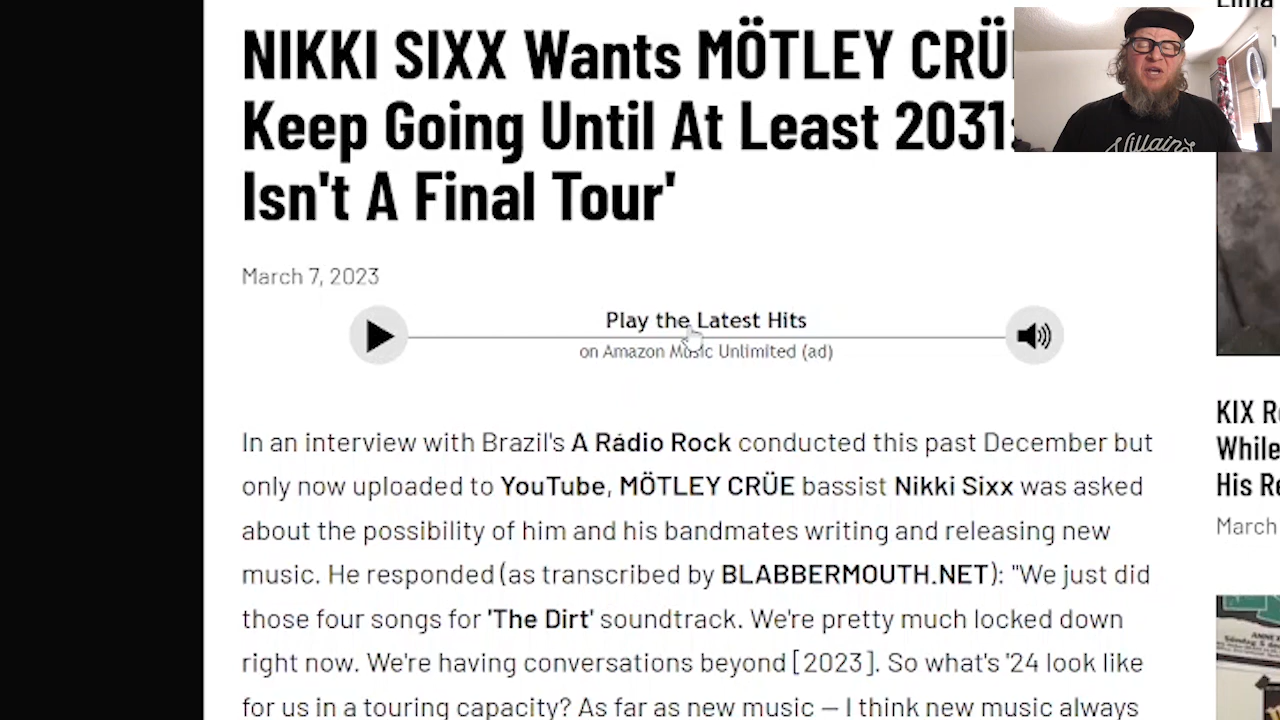 NIKKI SIXX Wants MÖTLEY CRÜ
Keep Going Until At Least 2031:
Isn't A Final Tour'
March 7, 2023
Play the Latest Hits
on Amazon Music Unlimited (ad)
In an interview with Brazil's A Rádio Rock conducted this past December but
only now uploaded to YouTube, MÖTLEY CRÜE bassist Nikki Sixx was asked
about the possibility of him and his bandmates writing and releasing new
music. He responded (as transcribed by BLABBERMOUTH.NET): "We just did
those four songs for 'The Dirt' soundtrack. We're pretty much locked down
right now. We're having conversations beyond [2023]. So what's '24 look like
for us in a touring capacity? As far as new music — I think new music always
Villain's
KIX R
While
His Re
March